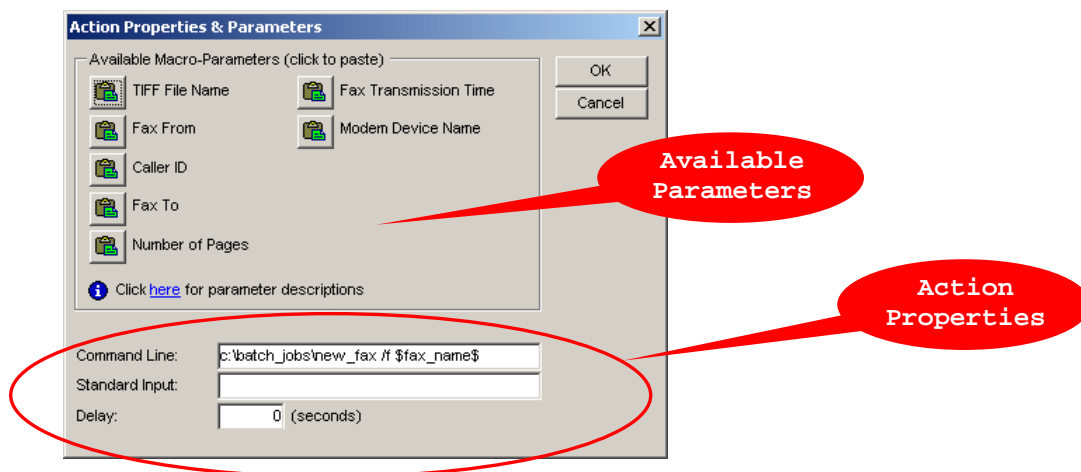 Action Properties & Parameters
Available Macro-Parameters (click to paste)
TIFF File Name
Fax Transmission Time
OK
Cancel
Fax From
Modem Device Name
Caller ID
Fax To
Number of Pages
Click here for parameter descriptions
Available
Parameters
Action
Properties
Command Line:
c:\batch_jobs\new_fax /f $fax_name$
Standard Input:
Delay:
0 (seconds)